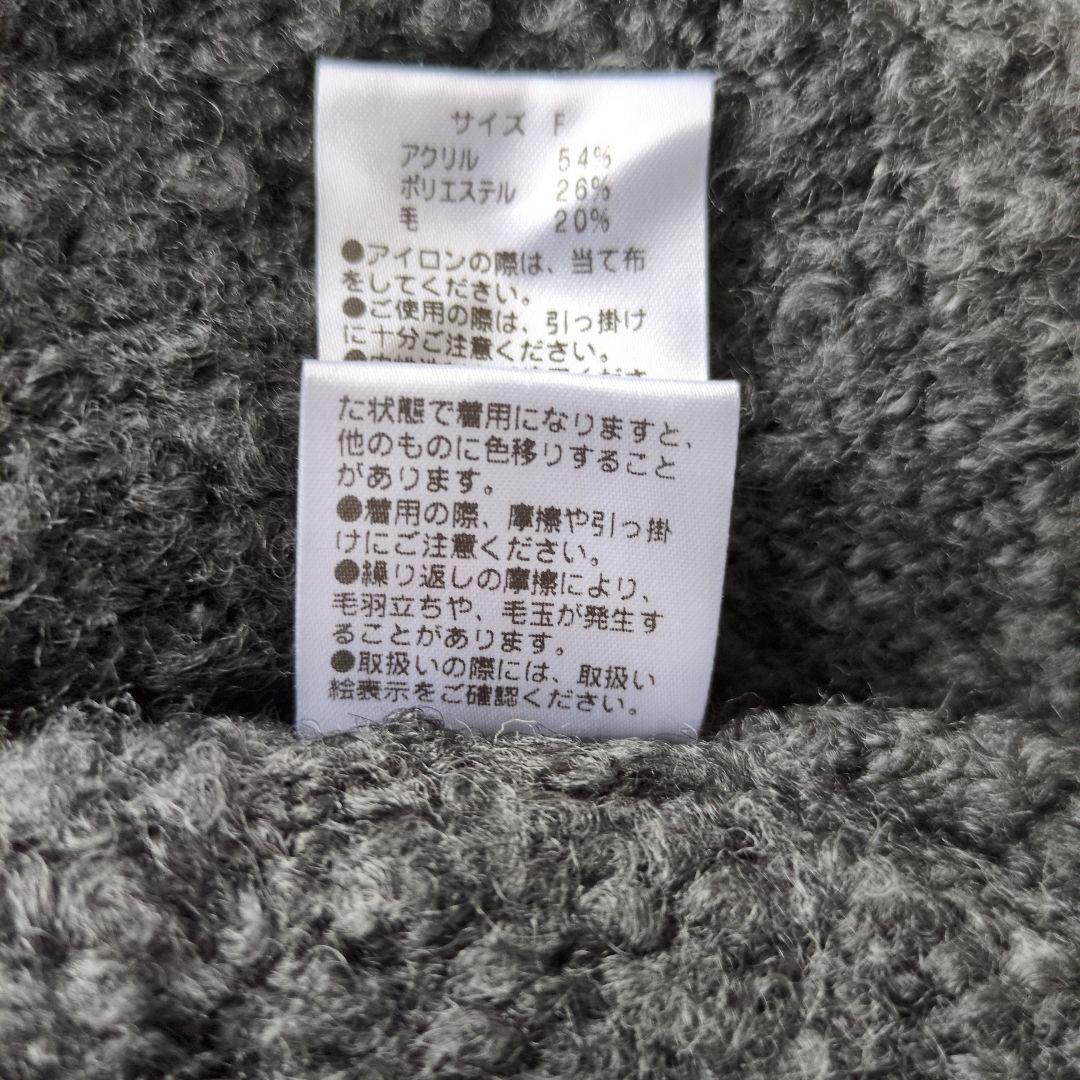 サイズ F
アクリル 54%
ポリエステル 26%
毛 20%
●アイロンの際は、当て布
をしてください。
●ご使用の際は、引っ掛け
に十分ご注意ください。
た状態で着用になりますと、
他のものに色移りすること
があります。
●着用の際、摩擦や引っ掛
けにご注意ください。
●繰り返しの摩擦により、
毛羽立ちや、毛玉が発生す
ることがあります。
●取扱いの際には、取扱い
絵表示をご確認ください。